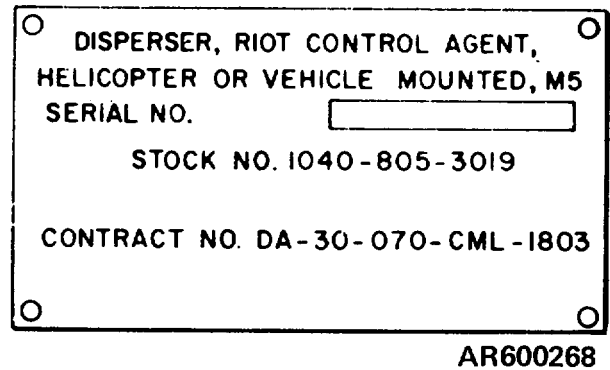 DISPERSER, RIOT CONTROL AGENT,
HELICOPTER OR VEHICLE MOUNTED, M5
SERIAL NO.
STOCK NO. 1040-805-3019
CONTRACT NO. DA-30-070-CML-1803
AR600268